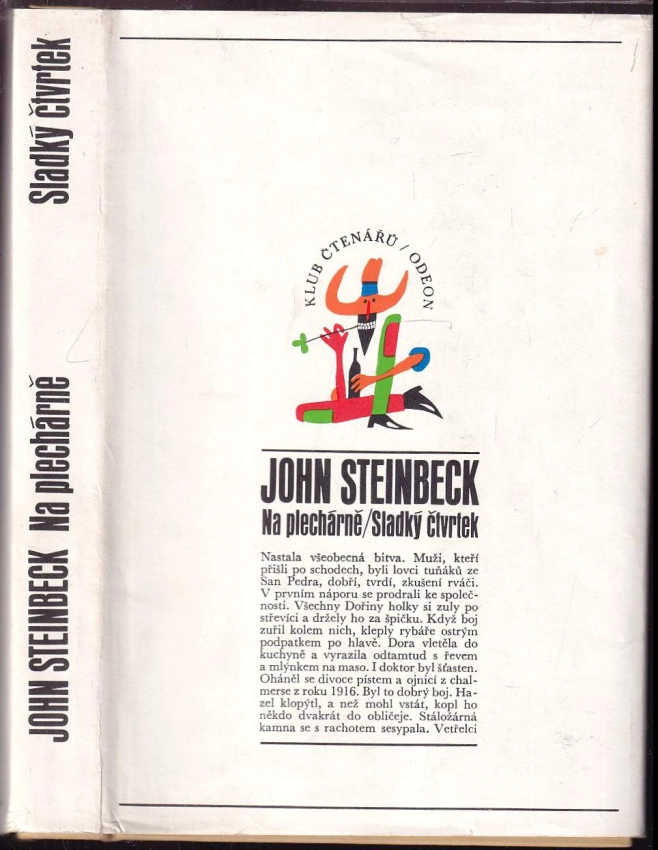 JOHN STEINBECK Na plechárně Sladký čtvrtek
KLUB ČTENÁŘŮ / ODEON
JOHN STEINBECK
Na plechárně/Sladký čtvrtek
Nastala všeobecná bitva. Muži, kteří
přišli po schodech, byli lovci tuňáků ze
San Pedra, dobří, tvrdí, zkušení rváči.
V prvním náporu se prodrali ke společ-
nosti. Všechny Dořiny holky si zuly po
střevíci a držely ho za špičku. Když boj
zuřil kolem nich, kleply rybáře ostrým
podpatkem po hlavě. Dora vletěla do
kuchyně a vyrazila odtamtud s řevem
a mlýnkem na maso. I doktor byl šťasten.
Oháněl se divoce pístem a ojnicí z chal-
merse z roku 1916. Byl to dobrý boj. Ha-
zel klopýtl, a než mohl vstát, kopl ho
někdo dvakrát do obličeje. Stáložárná
kamna se s rachotem sesypala. Vetřelci